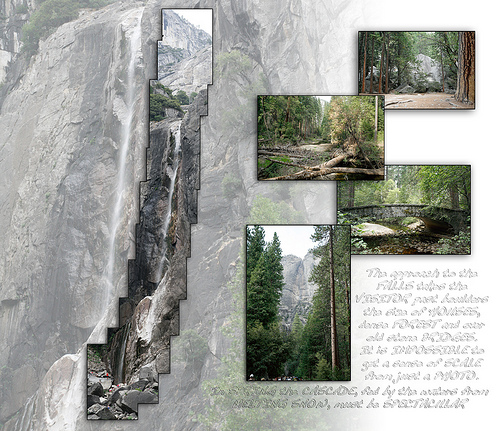 The approach to the
FALLS takes the
VISITOR past boulders
the size of HOUSES,
dense FOREST and over
old stone BRIDGES.
It is IMPOSSIBLE to
get a sense of SCALE
from just a PHOTO.
the CASCADE, fed by the waters from
MELTING SNOW, must be SPECTACULAR